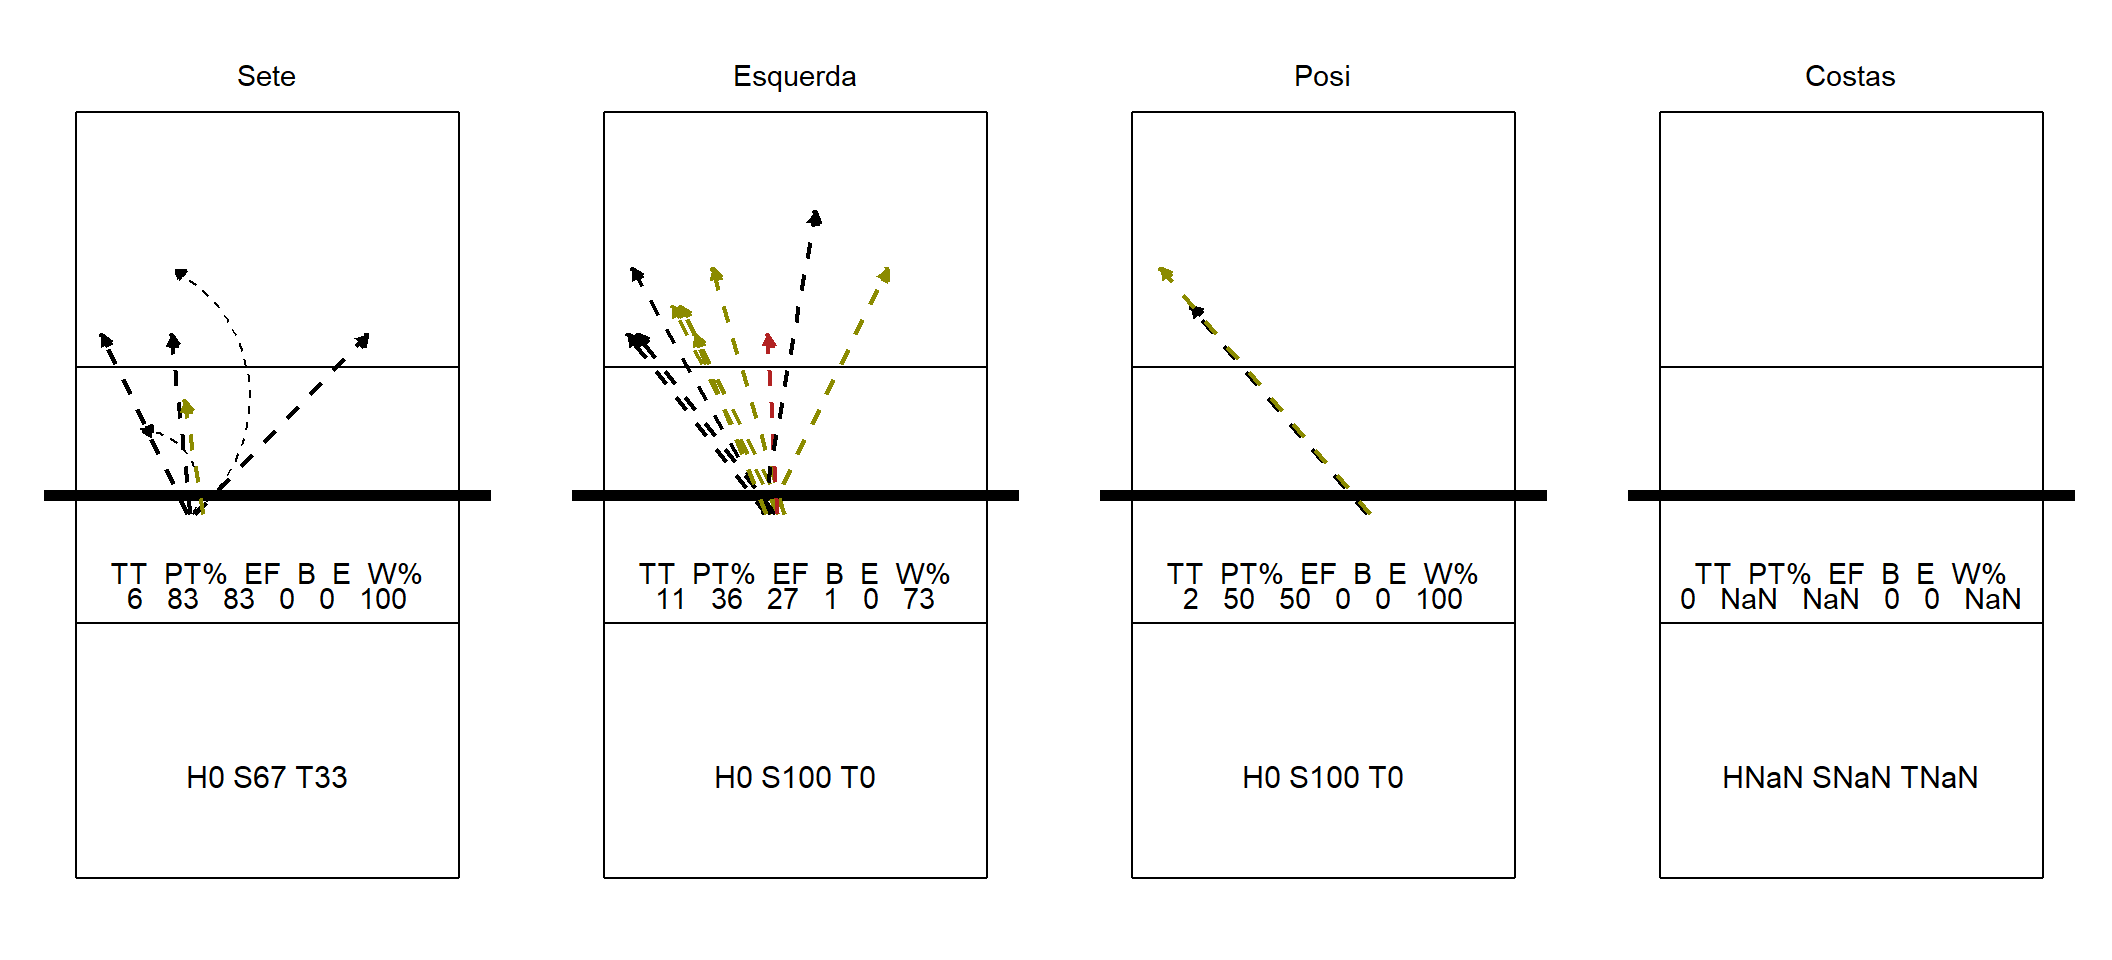 Sete
TT PT% EF B E W%
6 83 83 0 0 100
H0 S67 T33
Esquerda
TT PT% EF B E W%
11 36 27 1 0 73
H0 S100 T0
Posi
TT PT% EF B E W%
2 50 50 0 0 100
H0 S100 T0
Costas
TT PT% EF B E W%
0 NaN NaN 0 0 NaN
HNaN SNaN TNaN